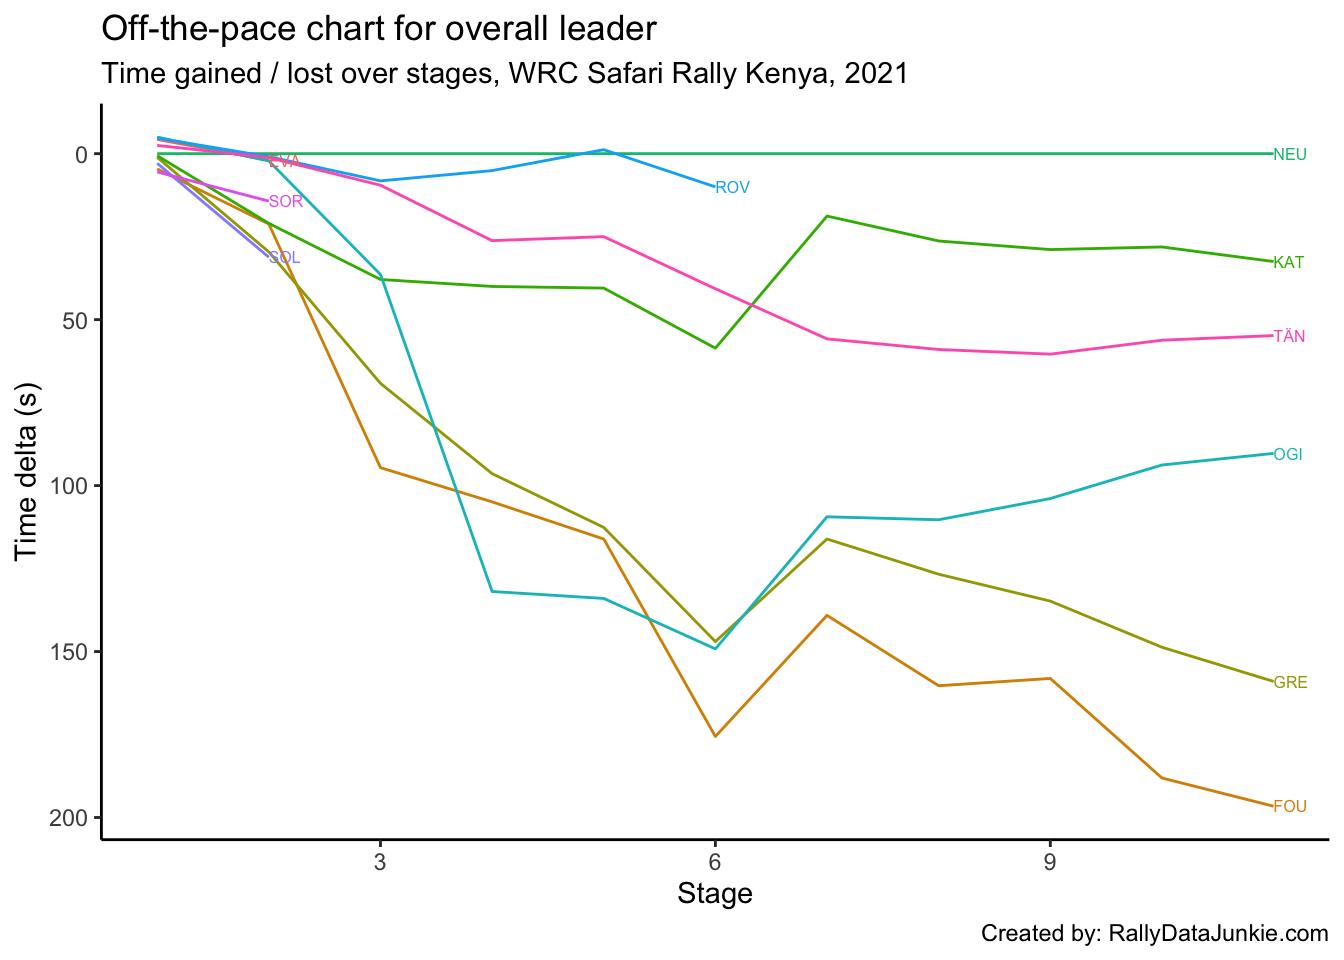 Off-the-pace chart for overall leader
Time gained / lost over stages, WRC Safari Rally Kenya, 2021
Time delta (s)
0
50
100
150
200
EVA
SOR
SOL
ROV
NEU
KAT
TÄN
OGI
GRE
FOU
3
6
9
Stage
Created by: RallyDataJunkie.com